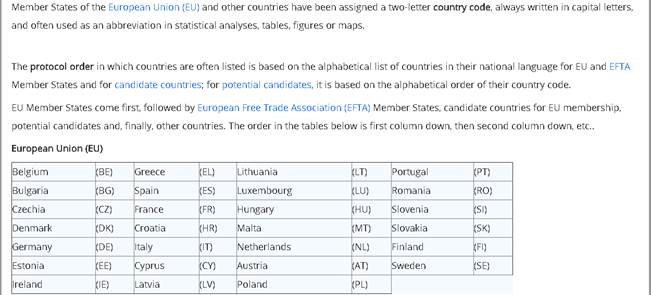 Member States of the European Union (EU) and other countries have been assigned a two-letter country code, always written in capital letters,
and often used as an abbreviation in statistical analyses, tables, figures or maps.
The protocol order in which countries are often listed is based on the alphabetical list of countries in their national language for EU and EFTA
Member States and for candidate countries; for potential candidates, it is based on the alphabetical order of their country code.
EU Member States come first, followed by European Free Trade Association (EFTA) Member States, candidate countries for EU membership,
potential candidates and, finally, other countries. The order in the tables below is first column down, then second column down, etc..
European Union (EU)
Belgium (BE) Greece (EL) Lithuania (LT) Portugal (PT)
Bulgaria (BG) Spain (ES) Luxembourg (LU) Romania (RO)
Czechia (CZ) France (FR) Hungary (HU) Slovenia (SI)
Denmark (DK) Croatia (HR) Malta (MT) Slovakia (SK)
Germany (DE) Italy (IT) Netherlands (NL) Finland (FI)
Estonia (EE) Cyprus (CY) Austria (AT) Sweden (SE)
Ireland (IE) Latvia (LV) Poland (PL)